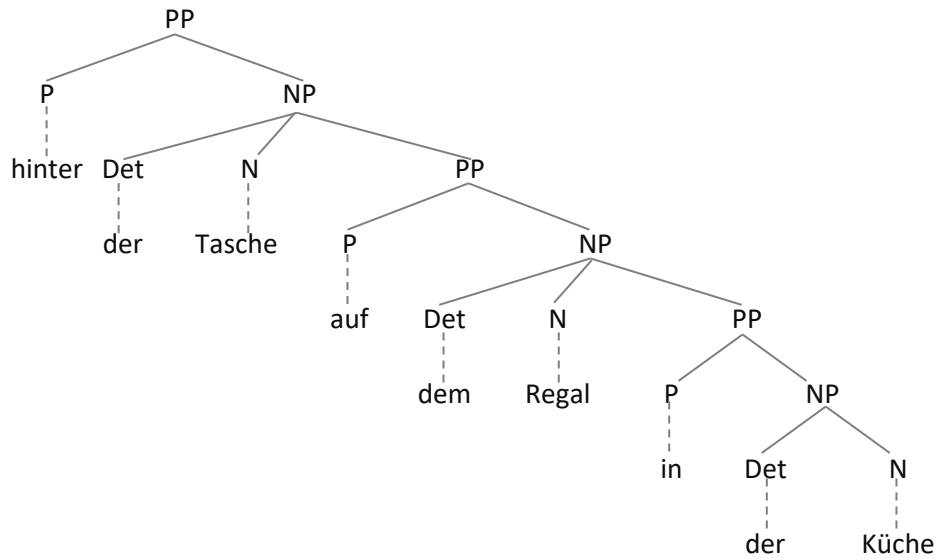 PP
P NP
hinter Det N PP
der Tasche P NP
auf Det N PP
dem Regal P NP
in Det N
der Küche